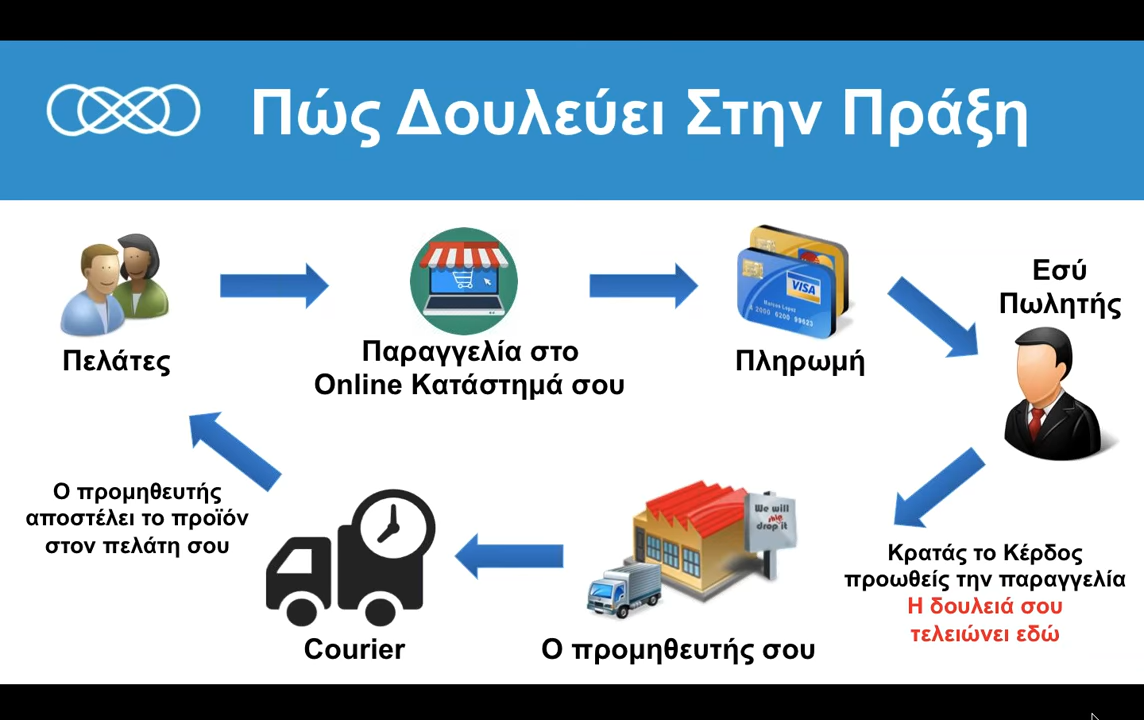 Πώς Δουλεύει Στην Πράξη
Πελάτες
Παραγγελία στο
Online Κατάστημά σου
VISA
Πληρωμή
Εσύ
Πωλητής
Κρατάς το Κέρδος
προωθείς την παραγγελία
Η δουλειά σου
τελειώνει εδώ
We will
ship
drop it
Ο προμηθευτής σου
Courier
Ο προμηθευτής
αποστέλει το προϊόν
στον πελάτη σου